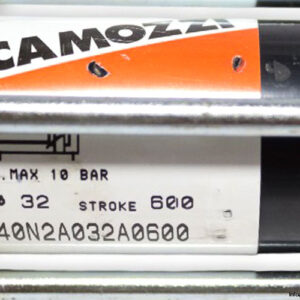 CAMOZZI
.MAX 10 BAR
32 STROKE 600
40N2A032A0600